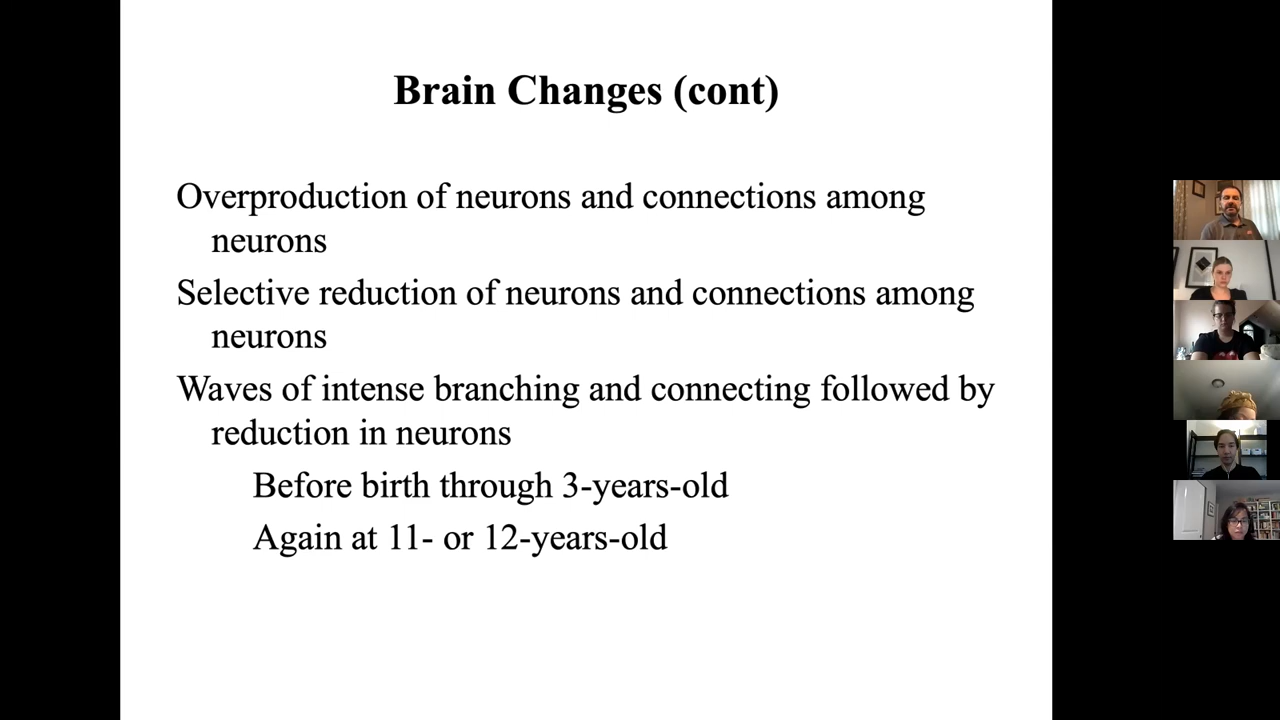 Brain Changes (cont)
Overproduction of neurons and connections among
neurons
Selective reduction of neurons and connections among
neurons
Waves of intense branching and connecting followed by
reduction in neurons
Before birth through 3-years-old
Again at 11- or 12-years-old